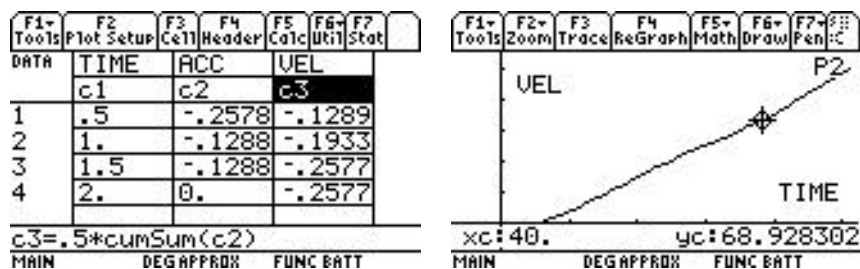 F1▾ F2 F3 F4 F5 F6▾ F7
Tools Plot Setup Cell Header Calc Util Stat
DATA TIME ACC VEL
c1 c2 c3
1 .5 -.2578 -.1289
2 1. -.1288 -.1933
3 1.5 -.1288 -.2577
4 2. 0. -.2577
c3=.5*cumSum(c2)
MAIN DEG APPROX FUNC BATT
F1▾ F2▾ F3 F4 F5▾ F6▾ F7▾
Tools Zoom Trace ReGraph Math Draw Pen :C
P2
VEL
TIME
xc:40. yc:68.928302
MAIN DEG APPROX FUNC BATT